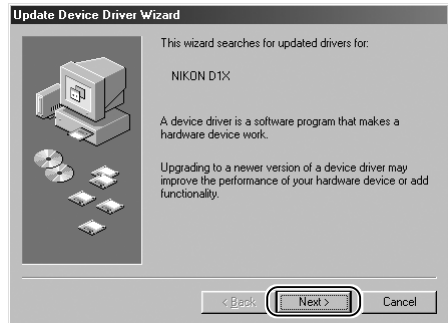 Update Device Driver Wizard
This wizard searches for updated drivers for:
NIKON D1X
A device driver is a software program that makes a
hardware device work.
Upgrading to a newer version of a device driver may
improve the performance of your hardware device or add
functionality.
< Back
Next >
Cancel